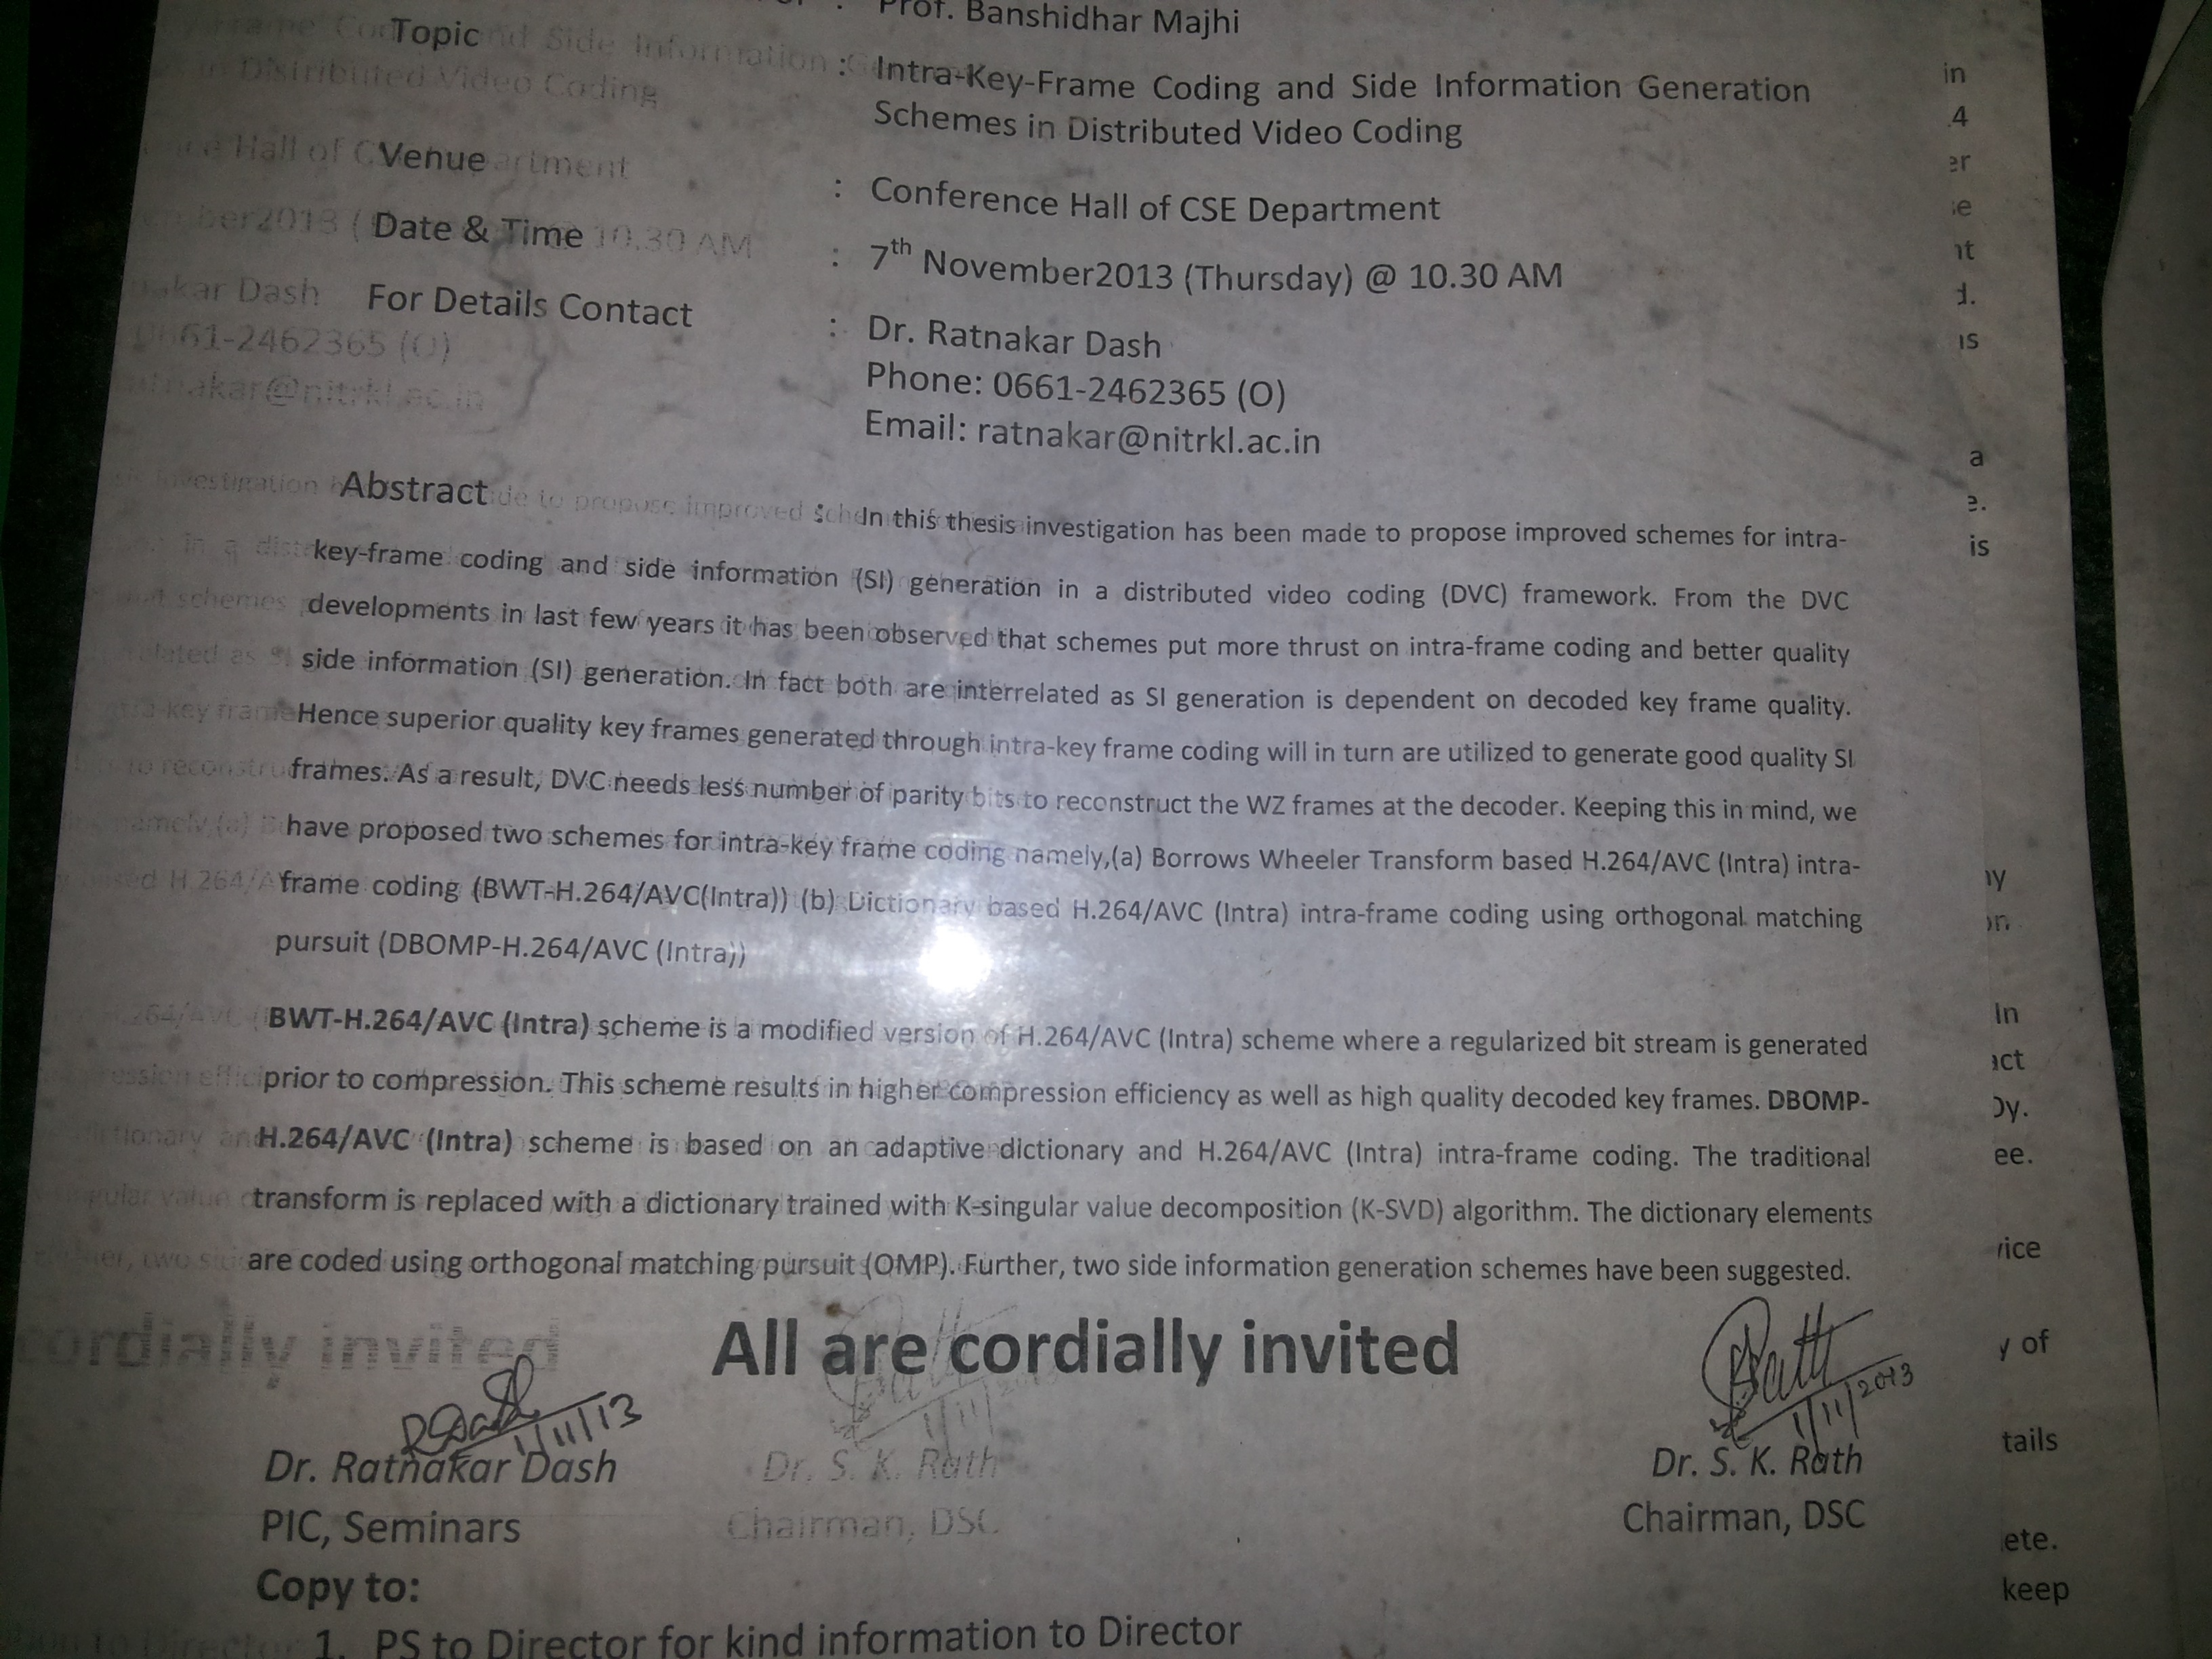 : Prof. Banshidhar Majhi
Topic : Intra-Key-Frame Coding and Side Information Generation
Schemes in Distributed Video Coding
Venue : Conference Hall of CSE Department
Date & Time : 7th November2013 (Thursday) @ 10.30 AM
For Details Contact : Dr. Ratnakar Dash
Phone: 0661-2462365 (O)
Email: ratnakar@nitrkl.ac.in
Abstract : In this thesis investigation has been made to propose improved schemes for intra-
key-frame coding and side information (SI) generation in a distributed video coding (DVC) framework. From the DVC
developments in last few years it has been observed that schemes put more thrust on intra-frame coding and better quality
side information (SI) generation. In fact both are interrelated as SI generation is dependent on decoded key frame quality.
Hence superior quality key frames generated through intra-key frame coding will in turn are utilized to generate good quality SI
frames. As a result, DVC needs less number of parity bits to reconstruct the WZ frames at the decoder. Keeping this in mind, we
have proposed two schemes for intra-key frame coding namely,(a) Borrows Wheeler Transform based H.264/AVC (Intra) intra-
frame coding (BWT-H.264/AVC(Intra)) (b) Dictionary based H.264/AVC (Intra) intra-frame coding using orthogonal matching
pursuit (DBOMP-H.264/AVC (Intra))
BWT-H.264/AVC (Intra) scheme is a modified version of H.264/AVC (Intra) scheme where a regularized bit stream is generated
prior to compression. This scheme results in higher compression efficiency as well as high quality decoded key frames. DBOMP-
H.264/AVC (Intra) scheme is based on an adaptive dictionary and H.264/AVC (Intra) intra-frame coding. The traditional
transform is replaced with a dictionary trained with K-singular value decomposition (K-SVD) algorithm. The dictionary elements
are coded using orthogonal matching pursuit (OMP). Further, two side information generation schemes have been suggested.
All are cordially invited
RDash 1/11/13
1/11/2013
Dr. Ratnakar Dash
Dr. S. K. Rath
PIC, Seminars
Chairman, DSC
Copy to:
1. PS to Director for kind information to Director
in
is
a
is
In
y of
tails
keep